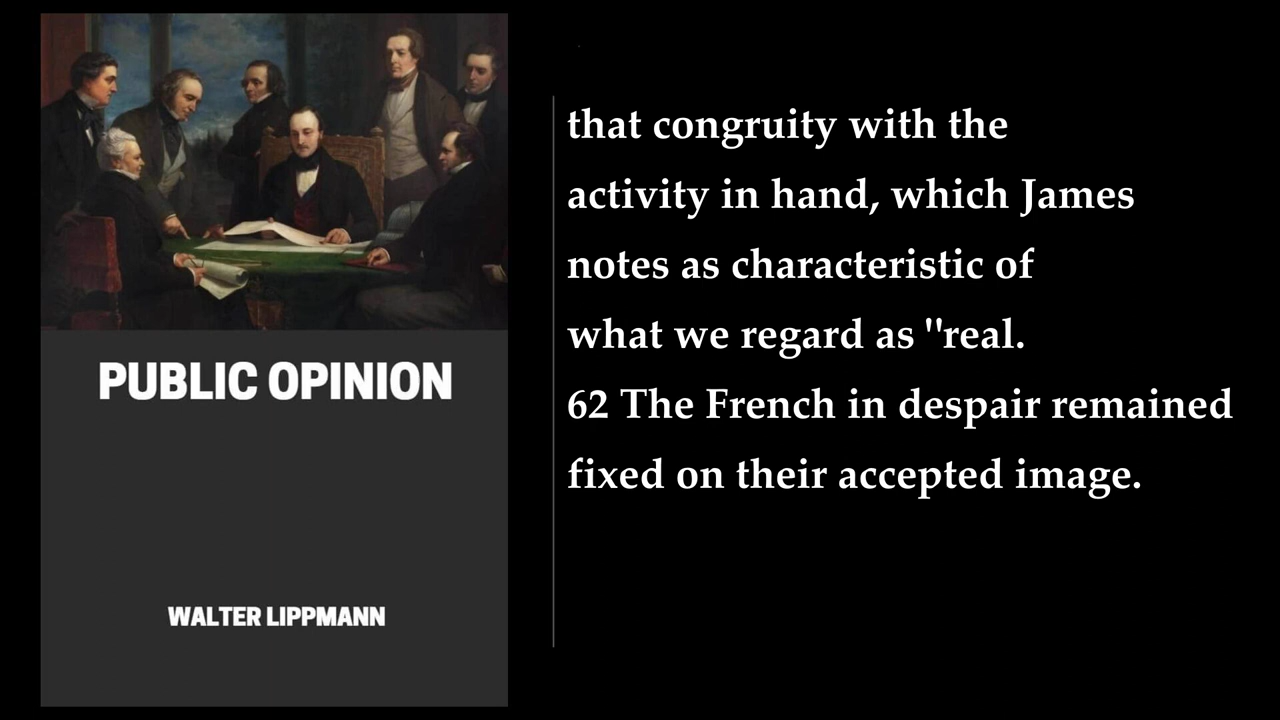 PUBLIC OPINION
WALTER LIPPMANN
that congruity with the
activity in hand, which James
notes as characteristic of
what we regard as "real.
62 The French in despair remained
fixed on their accepted image.